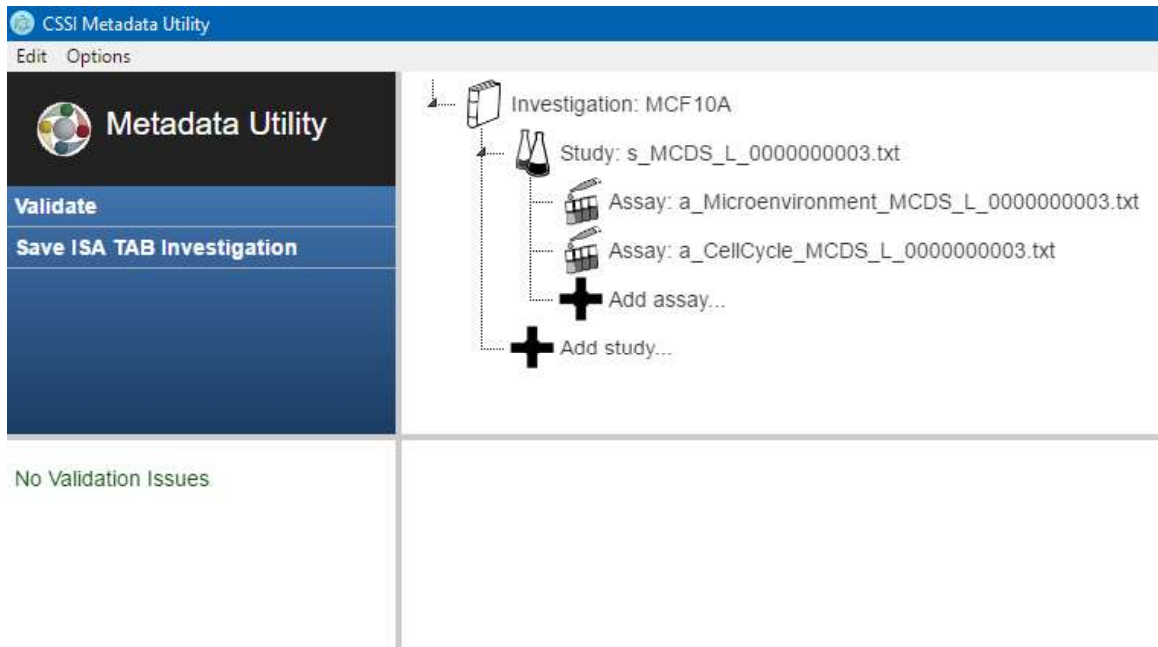 CSSI Metadata Utility
Edit Options
Metadata Utility
Validate
Save ISA TAB Investigation
Investigation: MCF10A
Study: s_MCDS_L_0000000003.txt
Assay: a_Microenvironment_MCDS_L_0000000003.txt
Assay: a_CellCycle_MCDS_L_0000000003.txt
Add assay...
Add study...
No Validation Issues